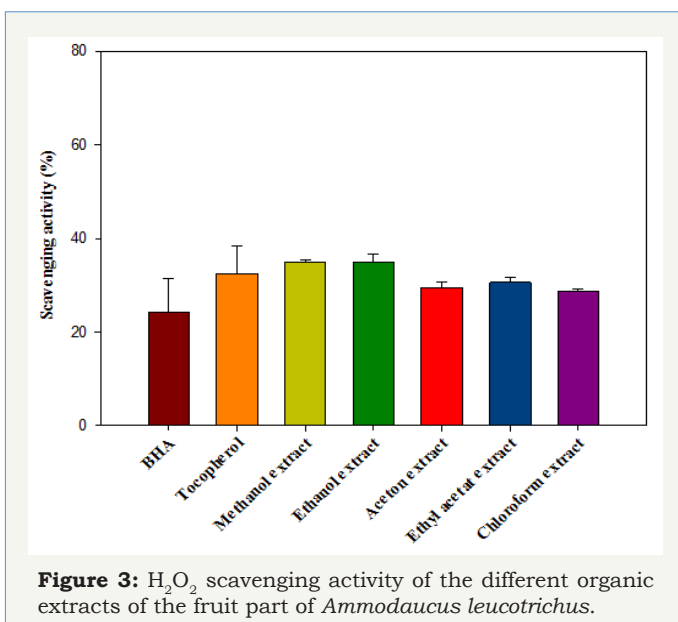 80
60
40
20
0
Scavenging activity (%)
BHA
Tocopherol
Methanol extract
Ethanol extract
Aceton extract
Ethyl acetat extract
Chloroform extract
Figure 3: H₂O₂ scavenging activity of the different organic
extracts of the fruit part of Ammodaucus leucotrichus.